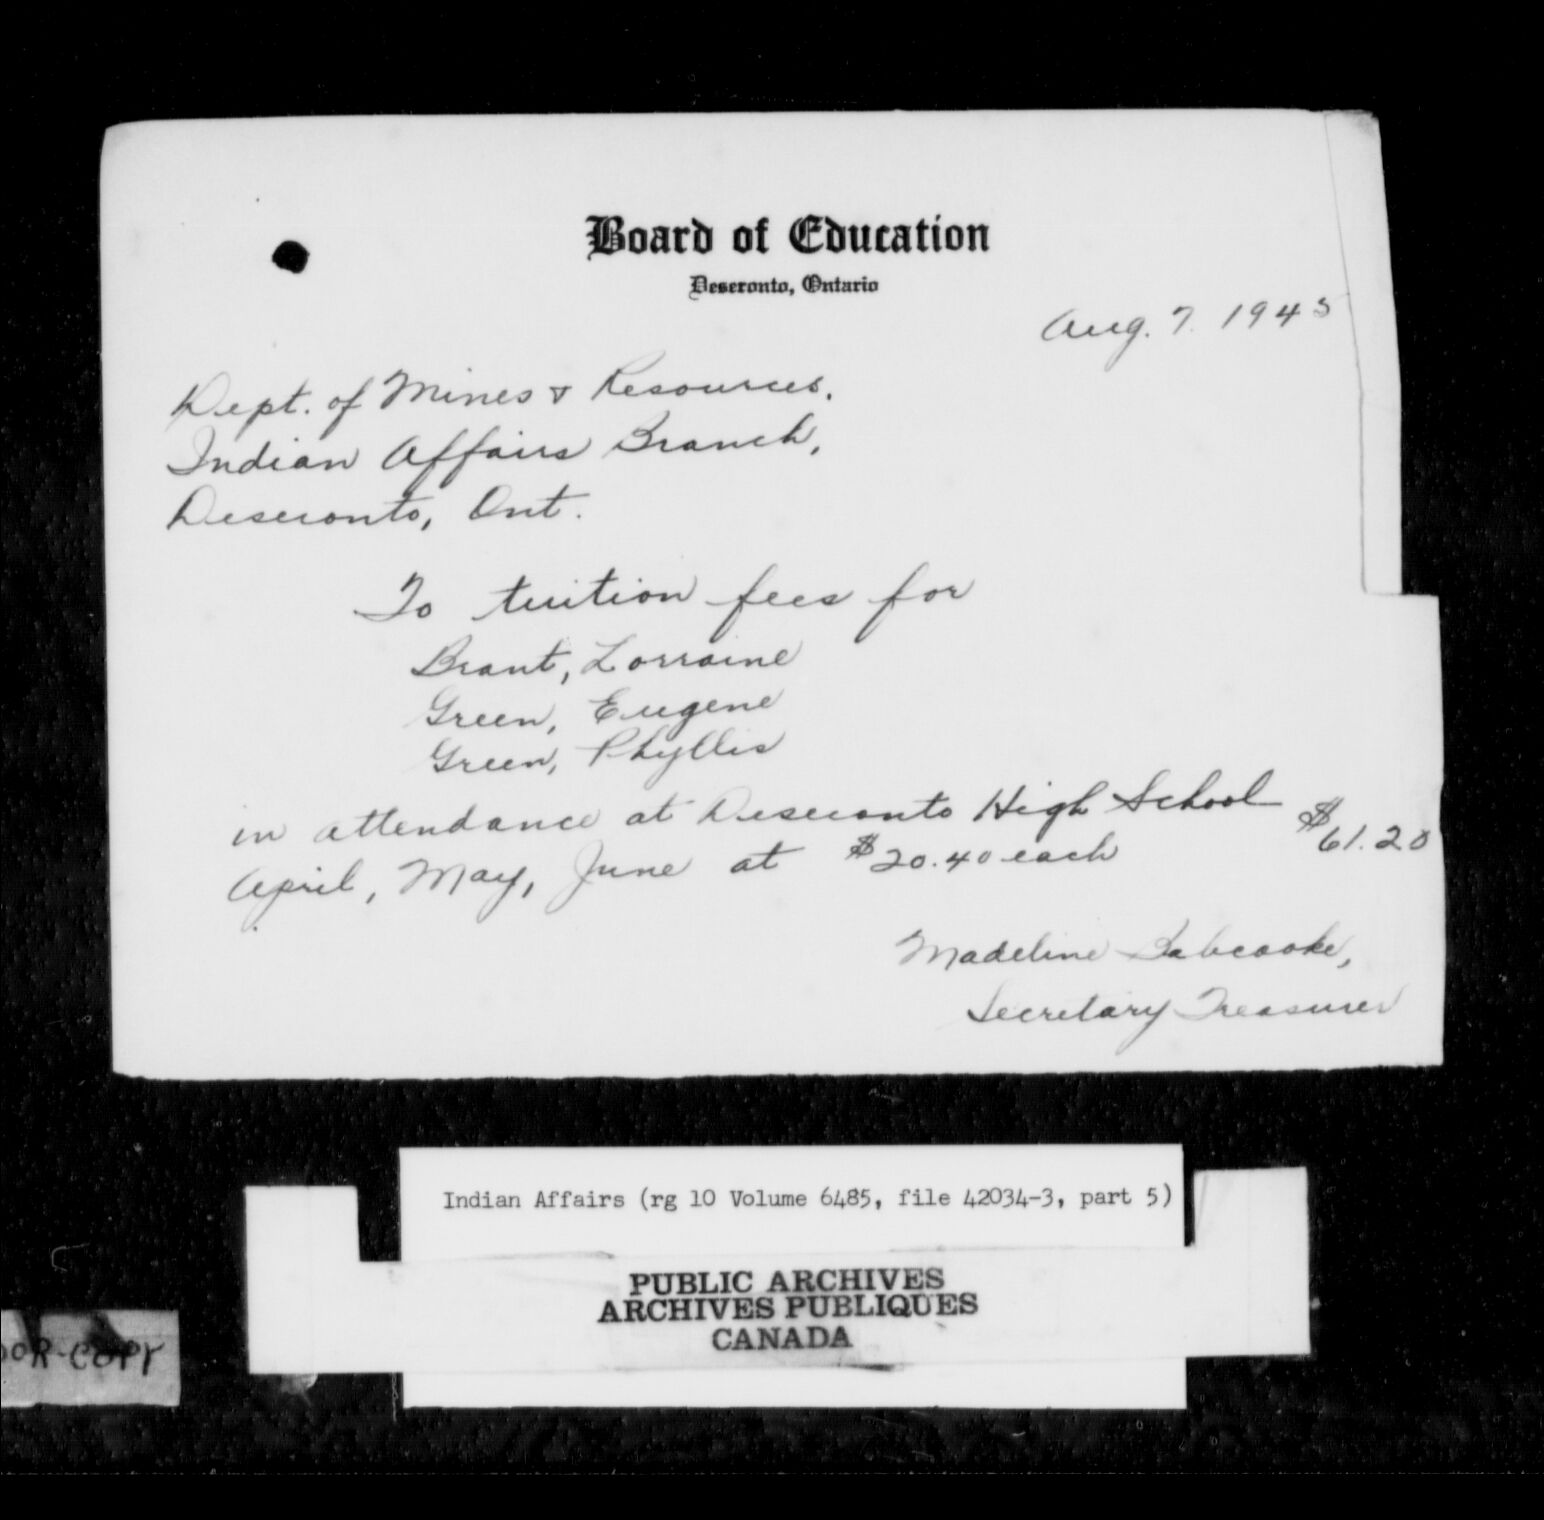 Board of Education
Deseronto, Ontario
Aug. 7. 1945
Dept. of Mines & Resources.
Indian Affairs Branch,
Deseronto, Ont.
To tuition fees for
Brant, Lorraine
Green, Eugene
Green, Phyllis
in attendance at Deseronto High School
April, May, June at $20.40 each $61.20
Madeline Babcooke,
Secretary Treasurer
Indian Affairs (rg 10 Volume 6485, file 42034-3, part 5)
PUBLIC ARCHIVES
ARCHIVES PUBLIQUES
CANADA
OOR COPY